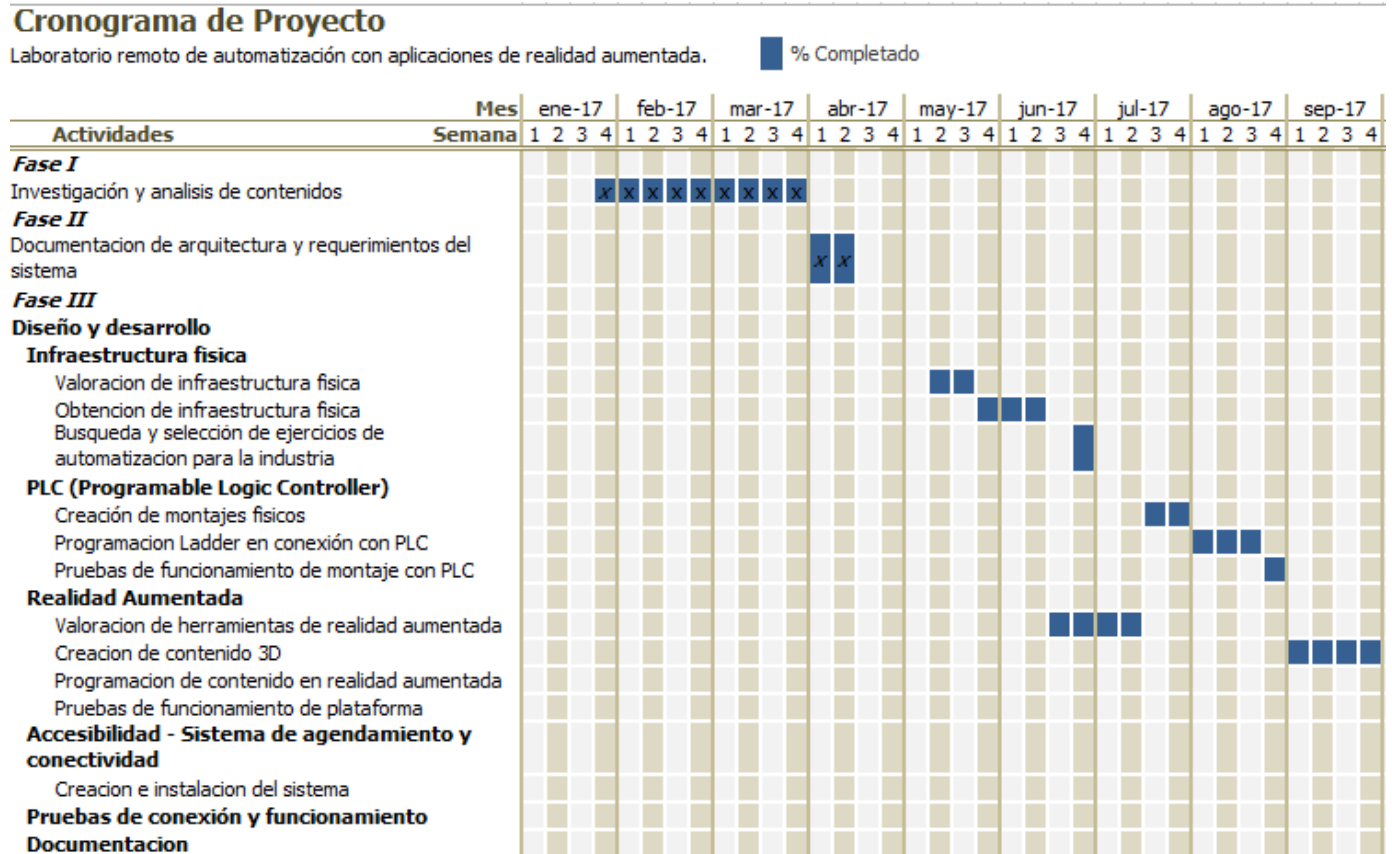 Cronograma de Proyecto
Laboratorio remoto de automatización con aplicaciones de realidad aumentada.
% Completado
Mes ene-17 feb-17 mar-17 abr-17 may-17 jun-17 jul-17 ago-17 sep-17
Actividades Semana 1 2 3 4 1 2 3 4 1 2 3 4 1 2 3 4 1 2 3 4 1 2 3 4 1 2 3 4 1 2 3 4 1 2 3 4
Fase I
Investigación y analisis de contenidos x x x x x x x x x
Fase II
Documentacion de arquitectura y requerimientos del
sistema x x
Fase III
Diseño y desarrollo
Infraestructura fisica
Valoracion de infraestructura fisica
Obtencion de infraestructura fisica
Busqueda y selección de ejercicios de
automatizacion para la industria
PLC (Programable Logic Controller)
Creación de montajes fisicos
Programacion Ladder en conexión con PLC
Pruebas de funcionamiento de montaje con PLC
Realidad Aumentada
Valoracion de herramientas de realidad aumentada
Creacion de contenido 3D
Programacion de contenido en realidad aumentada
Pruebas de funcionamiento de plataforma
Accesibilidad - Sistema de agendamiento y
conectividad
Creacion e instalacion del sistema
Pruebas de conexión y funcionamiento
Documentacion